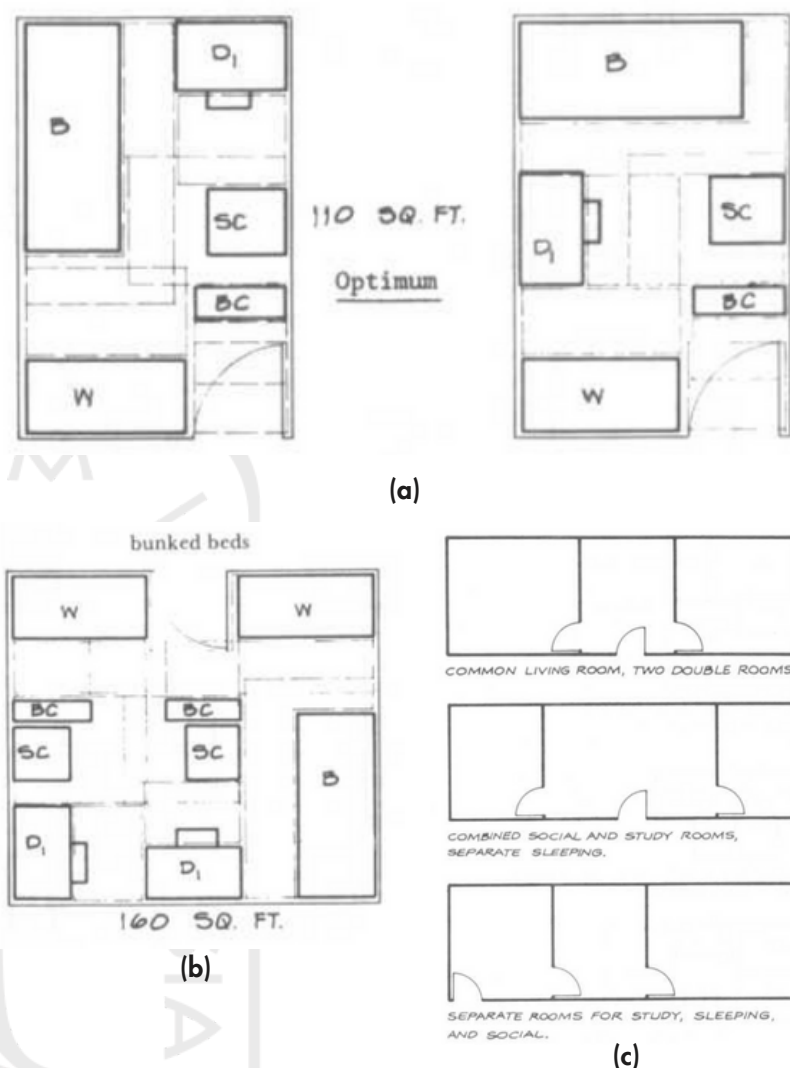 D1
B
B
SC
110 SQ. FT.
SC
D1
Optimum
BC
BC
W
W
(a)
bunked beds
W
W
BC
BC
SC
SC
B
D1
D1
160 SQ. FT.
(b)
COMMON LIVING ROOM, TWO DOUBLE ROOMS
COMBINED SOCIAL AND STUDY ROOMS,
SEPARATE SLEEPING.
SEPARATE ROOMS FOR STUDY, SLEEPING,
AND SOCIAL.
(c)